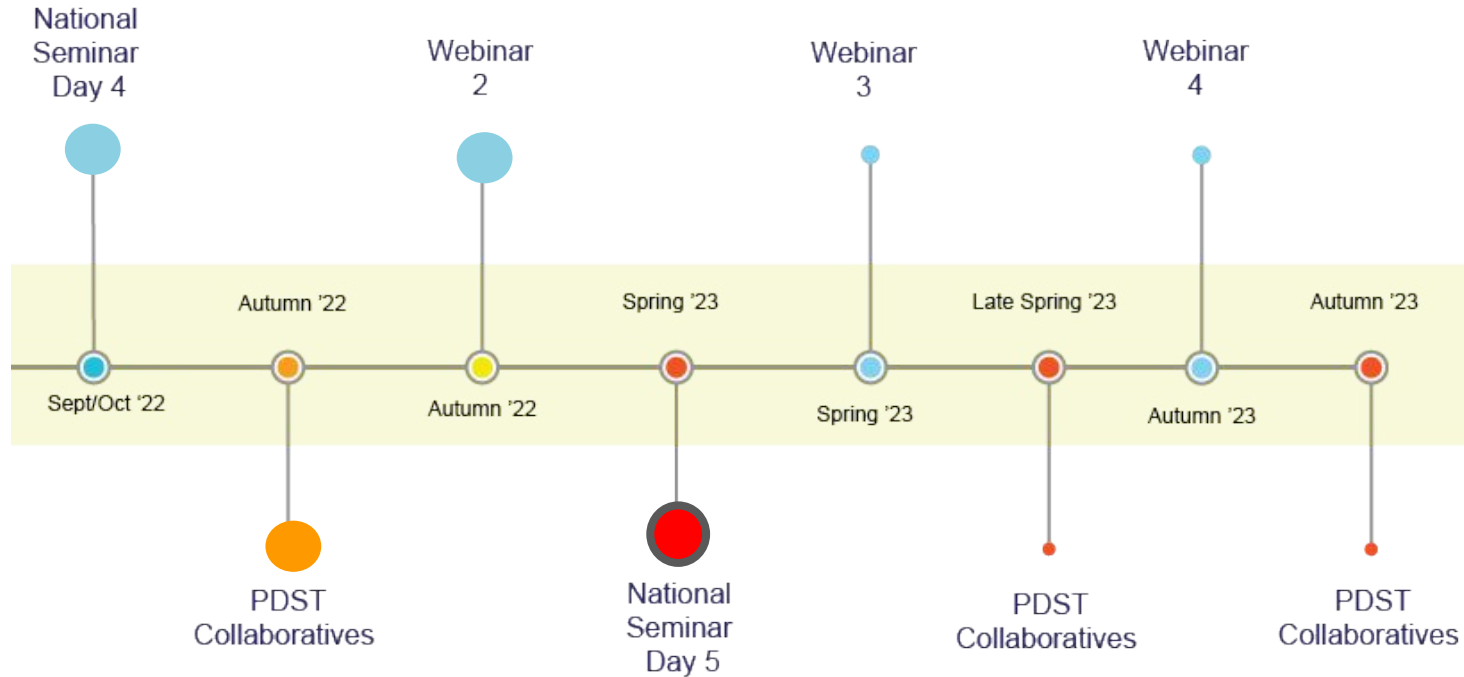 National
Seminar
Day 4
Webinar
2
Webinar
3
Webinar
4
Autumn ’22
Spring ’23
Late Spring ’23
Autumn ’23
Sept/Oct ‘22
Autumn ’22
Spring ’23
Autumn ’23
PDST
Collaboratives
National
Seminar
Day 5
PDST
Collaboratives
PDST
Collaboratives